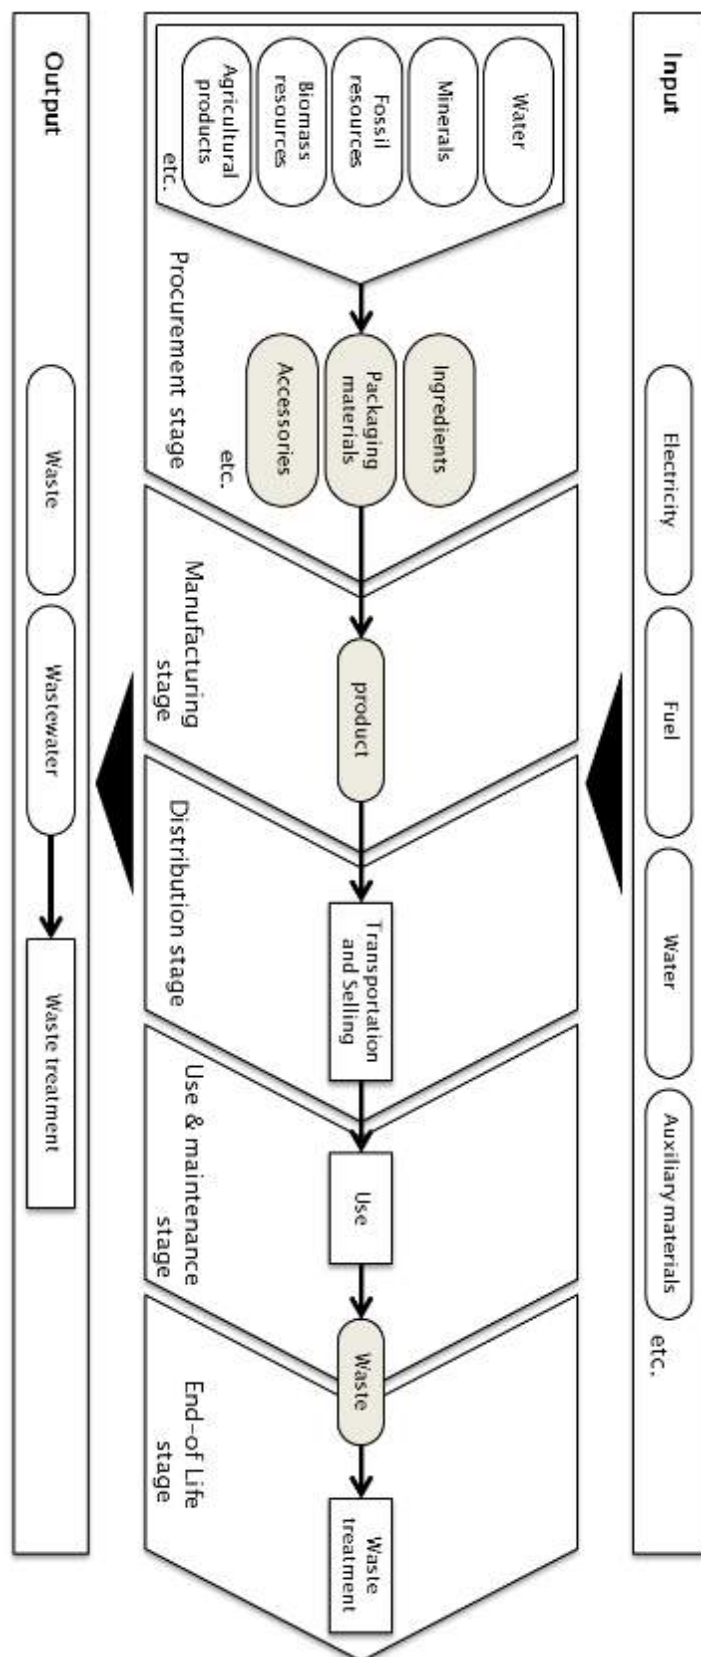 Input
Electricity
Fuel
Water
Auxiliary materials
etc.
Water
Minerals
Fossil
resources
Biomass
resources
Agricultural
products
etc.
Procurement stage
Ingredients
Packaging
materials
Accessories
etc.
Manufacturing
stage
product
Distribution stage
Transportation
and Selling
Use & maintenance
stage
Use
Waste
End-of Life
stage
Waste
treatment
Output
Waste
Wastewater
Waste treatment